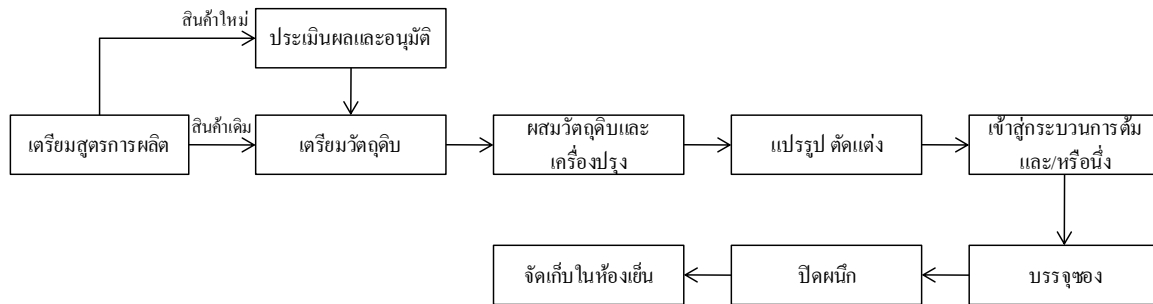 สินค้าใหม่
ประเมินผลและอนุมัติ
เตรียมสูตรการผลิต
สินค้าเดิม
เตรียมวัตถุดิบ
ผสมวัตถุดิบและ
เครื่องปรุง
แปรรูป ตัดแต่ง
เข้าสู่กระบวนการต้ม
และ/หรือนึ่ง
จัดเก็บในห้องเย็น
ปิดผนึก
บรรจุซอง